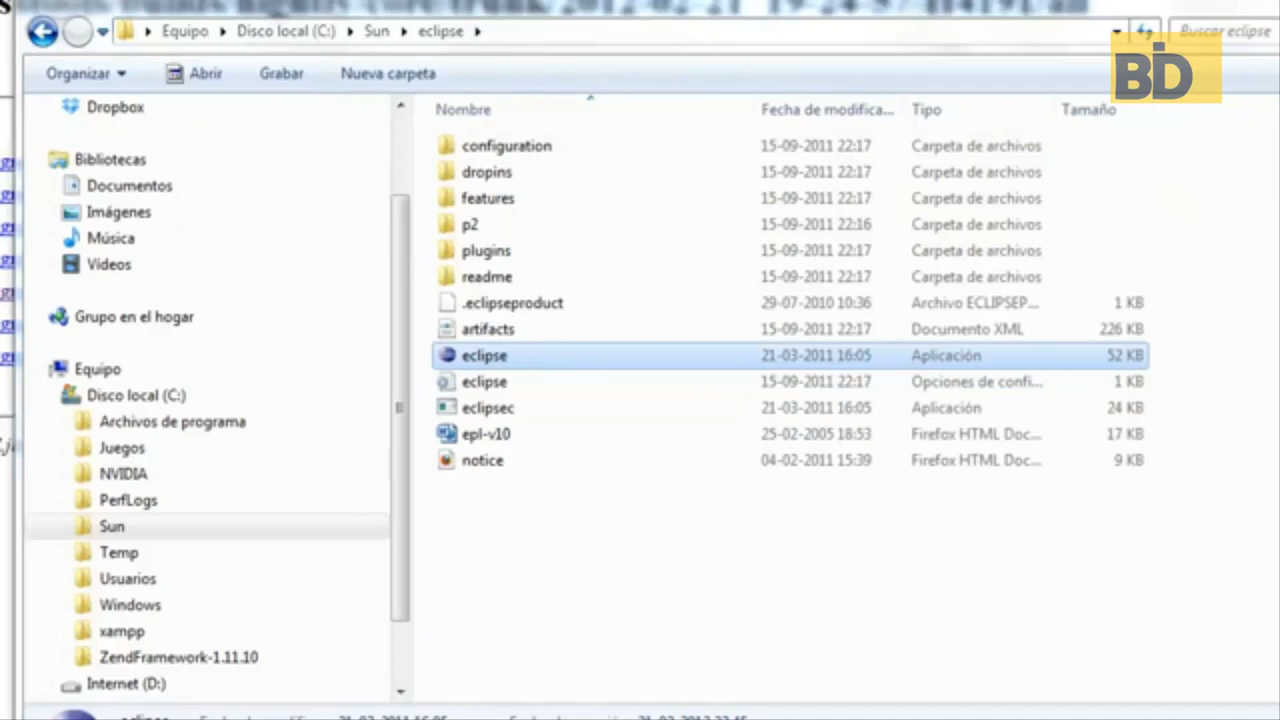 2012-02-21 19-24-57
Equipo Disco local (C:) Sun eclipse Buscar eclipse
BD
Organizar Abrir Grabar Nueva carpeta
Nombre Fecha de modifica... Tipo Tamaño
Dropbox
Bibliotecas
Documentos
Imágenes
Música
Vídeos
Grupo en el hogar
Equipo
Disco local (C:)
Archivos de programa
Juegos
NVIDIA
PerfLogs
Sun
Temp
Usuarios
Windows
xampp
ZendFramework-1.11.10
Internet (D:)
configuration 15-09-2011 22:17 Carpeta de archivos
dropins 15-09-2011 22:17 Carpeta de archivos
features 15-09-2011 22:17 Carpeta de archivos
p2 15-09-2011 22:16 Carpeta de archivos
plugins 15-09-2011 22:17 Carpeta de archivos
readme 15-09-2011 22:17 Carpeta de archivos
.eclipseproduct 29-07-2010 10:36 Archivo ECLIPSEP... 1 KB
artifacts 15-09-2011 22:17 Documento XML 226 KB
eclipse 21-03-2011 16:05 Aplicación 52 KB
eclipse 15-09-2011 22:17 Opciones de confi... 1 KB
eclipsec 21-03-2011 16:05 Aplicación 24 KB
epl-v10 25-02-2005 18:53 Firefox HTML Doc... 17 KB
notice 04-02-2011 15:39 Firefox HTML Doc... 9 KB